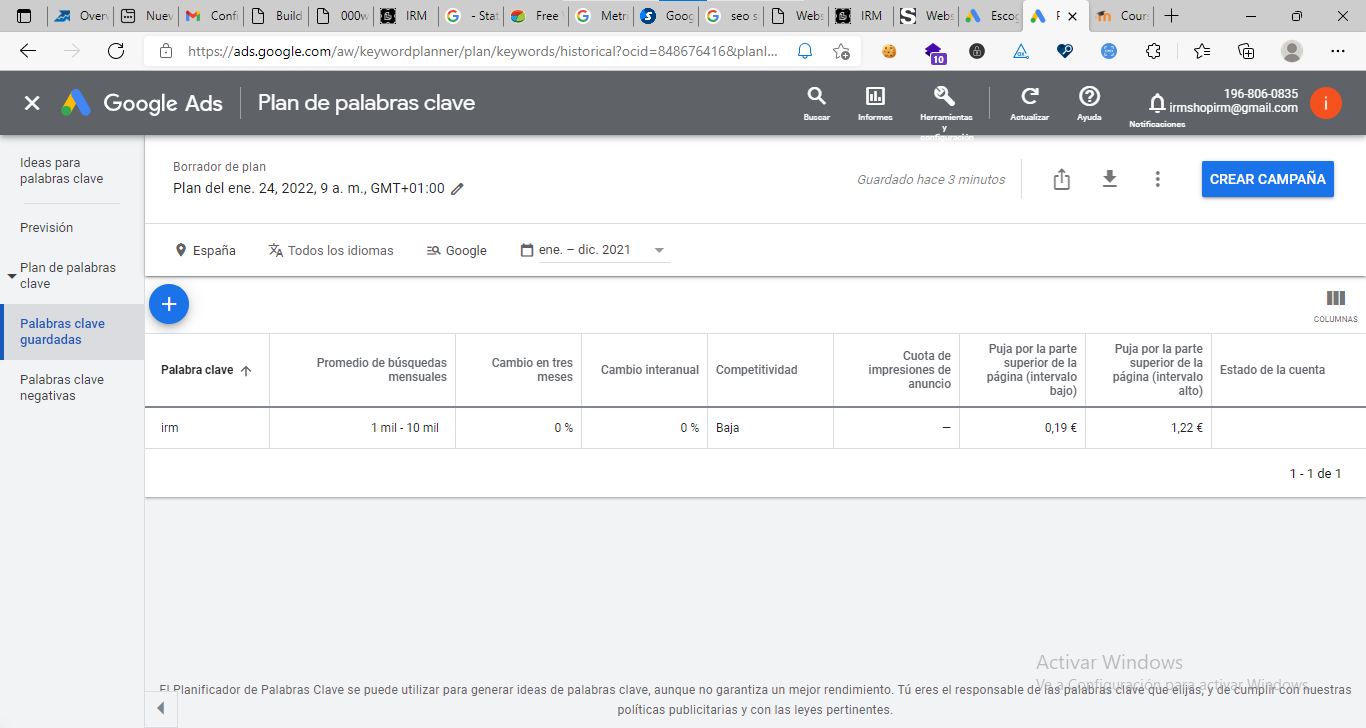 Over
Nuev
Confi
Build
000w
IRM
- Stat
Free
Metri
Goog
seo s
Webs
IRM
Webs
Escog
P
Cours
https://ads.google.com/aw/keywordplanner/plan/keywords/historical?ocid=848676416&planI...
10
Google Ads
Plan de palabras clave
Buscar
Informes
Herramientas
y
configuración
Actualizar
Ayuda
Notificaciones
196-806-0835
irmshopirm@gmail.com
i
Ideas para
palabras clave
Previsión
Plan de palabras
clave
Palabras clave
guardadas
Palabras clave
negativas
Borrador de plan
Plan del ene. 24, 2022, 9 a. m., GMT+01:00
Guardado hace 3 minutos
CREAR CAMPAÑA
España
Todos los idiomas
Google
ene. – dic. 2021
COLUMNAS
Palabra clave
Promedio de búsquedas
mensuales
Cambio en tres
meses
Cambio interanual
Competitividad
Cuota de
impresiones de
anuncio
Puja por la parte
superior de la
página (intervalo
bajo)
Puja por la parte
superior de la
página (intervalo
alto)
Estado de la cuenta
irm
1 mil - 10 mil
0 %
0 %
Baja
—
0,19 €
1,22 €
1 - 1 de 1
Activar Windows
Ve a Configuración para activar Windows.
El Planificador de Palabras Clave se puede utilizar para generar ideas de palabras clave, aunque no garantiza un mejor rendimiento. Tú eres el responsable de las palabras clave que elijas, y de cumplir con nuestras
políticas publicitarias y con las leyes pertinentes.